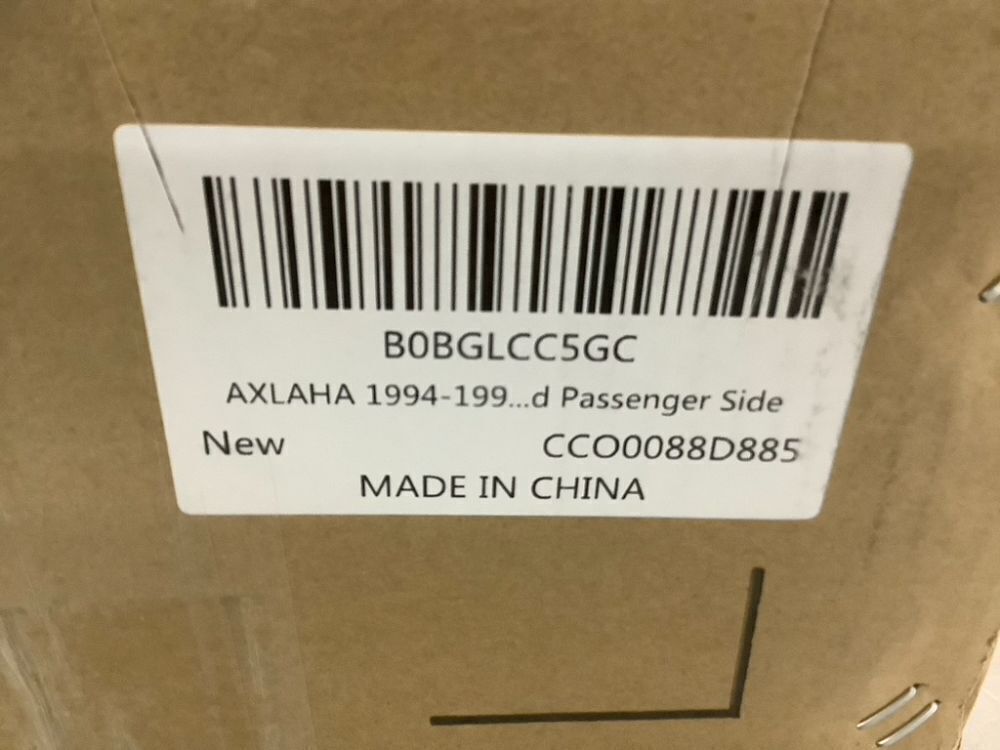 B0BGLCC5GC
AXLAHA 1994-199...d Passenger Side
New CCO0088D885
MADE IN CHINA